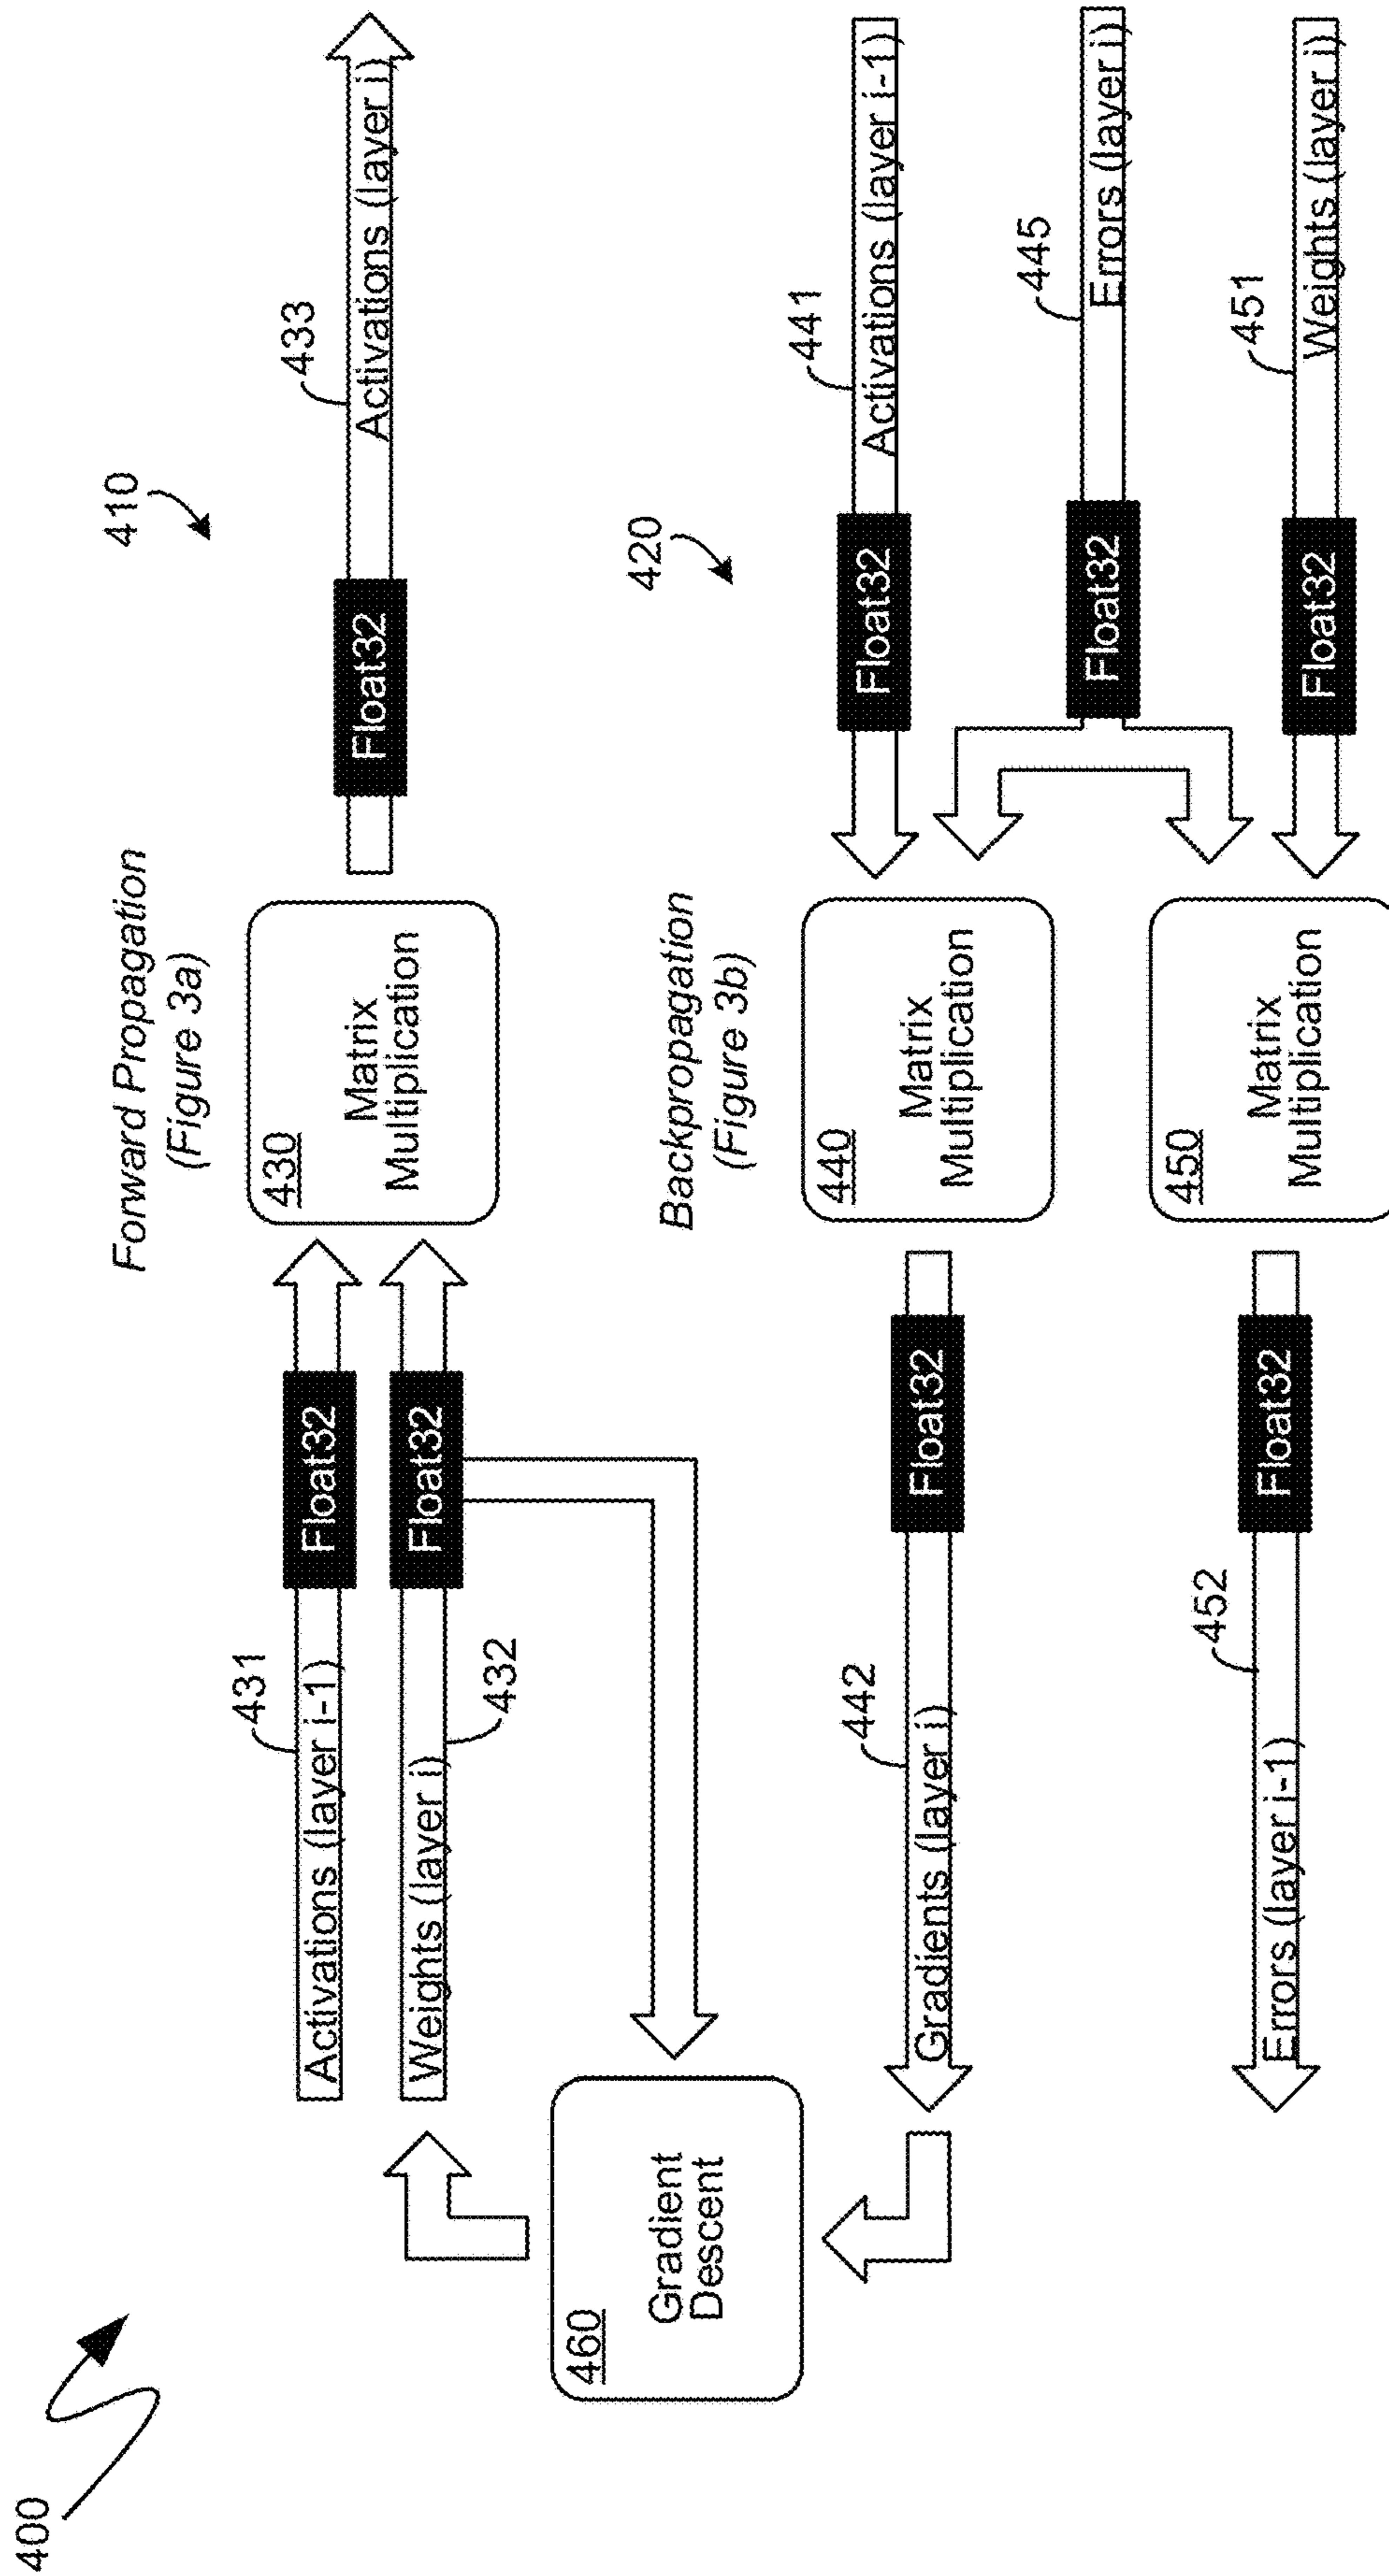 400
Forward Propagation
(Figure 3a)
410
431
Activations (layer i-1)
Float32
Weights (layer i)
Float32
432
430
Matrix
Multiplication
Float32
433
Activations (layer i)
460
Gradient
Descent
Backpropagation
(Figure 3b)
420
442
Gradients (layer i)
Float32
440
Matrix
Multiplication
Float32
441
Activations (layer i-1)
Float32
445
Errors (layer i)
452
Errors (layer i-1)
Float32
450
Matrix
Multiplication
Float32
451
Weights (layer i)